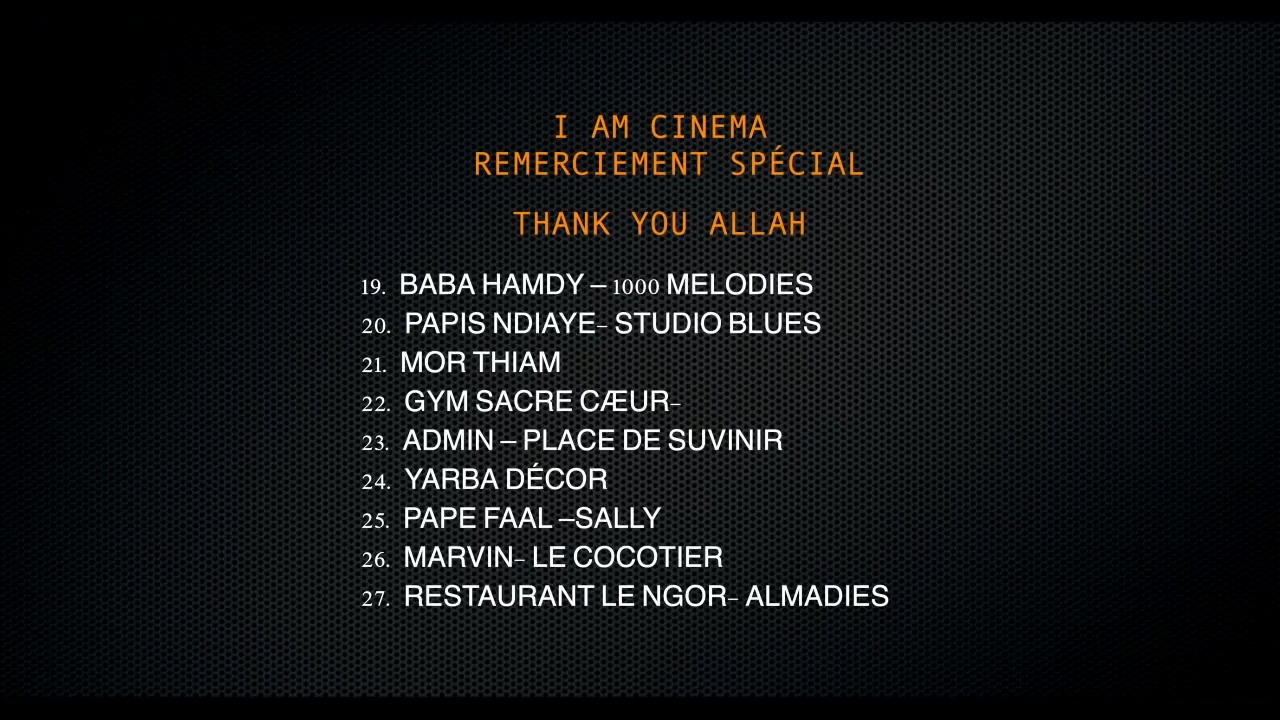 I AM CINEMA
REMERCIEMENT SPÉCIAL
THANK YOU ALLAH
19. BABA HAMDY – 1000 MELODIES
20. PAPIS NDIAYE– STUDIO BLUES
21. MOR THIAM
22. GYM SACRE CÆUR–
23. ADMIN – PLACE DE SUVINIR
24. YARBA DÉCOR
25. PAPE FAAL –SALLY
26. MARVIN– LE COCOTIER
27. RESTAURANT LE NGOR– ALMADIES